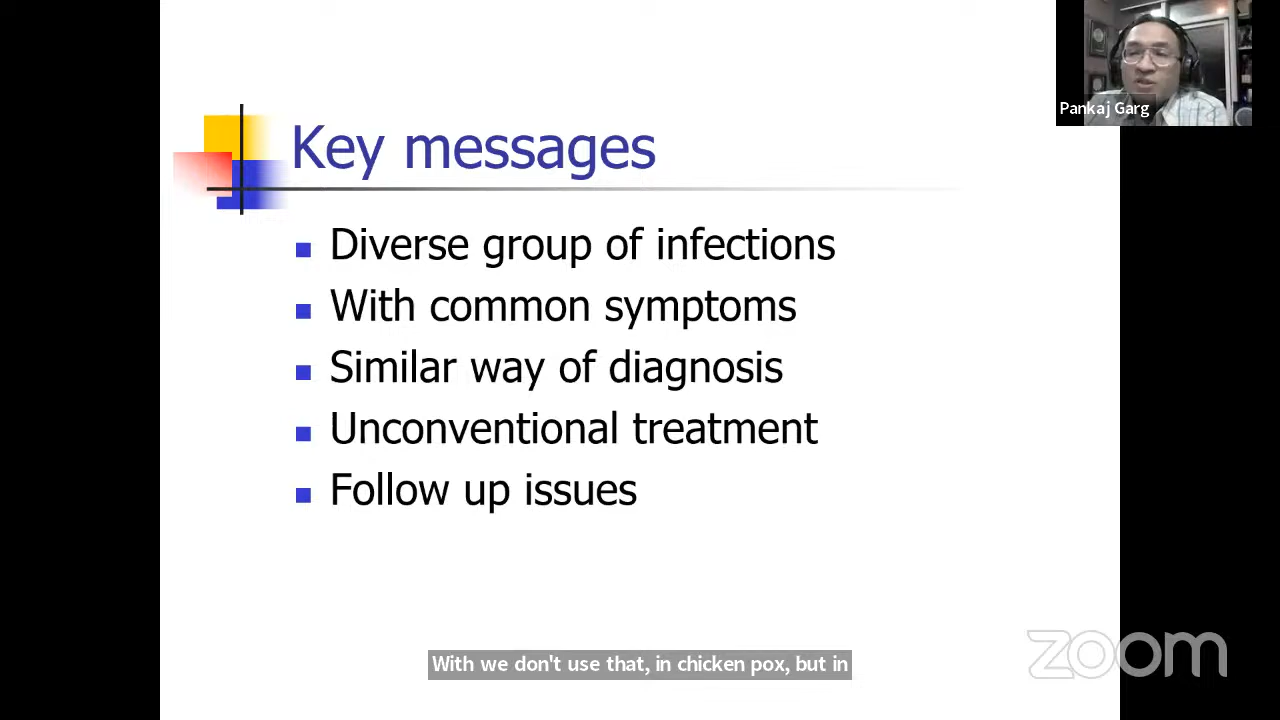 Pankaj Garg
Key messages
Diverse group of infections
With common symptoms
Similar way of diagnosis
Unconventional treatment
Follow up issues
With we don't use that, in chicken pox, but in
zoom